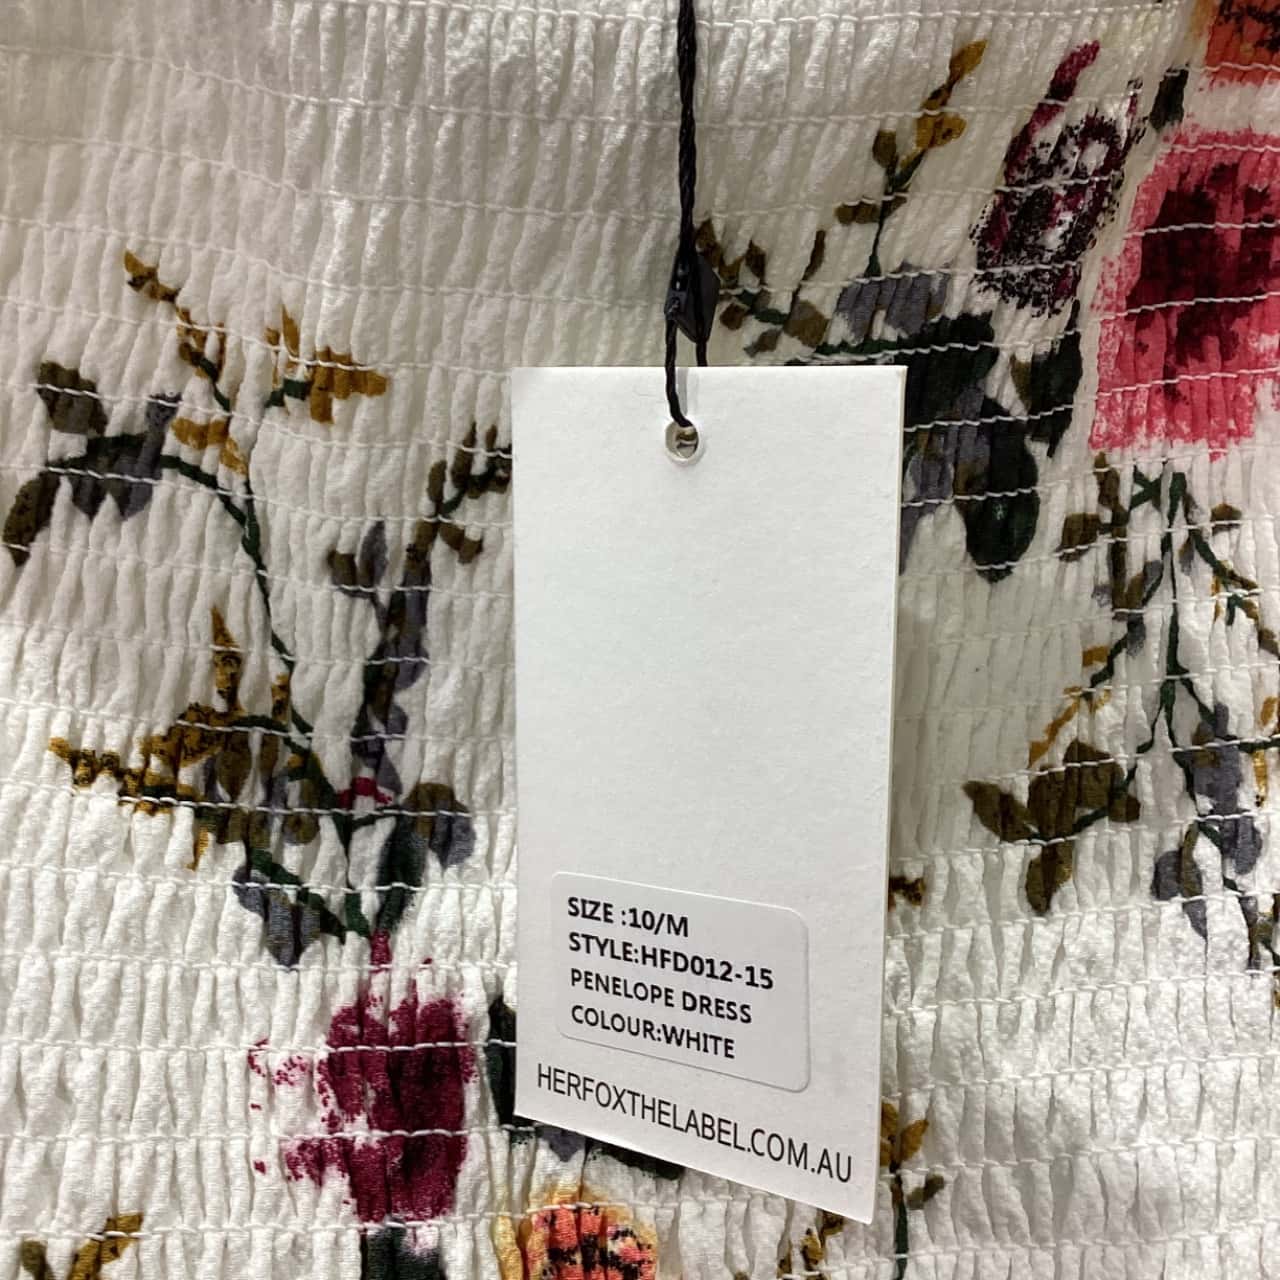 SIZE :10/M
STYLE:HFD012-15
PENELOPE DRESS
COLOUR:WHITE
HERFOXTHELABEL.COM.AU